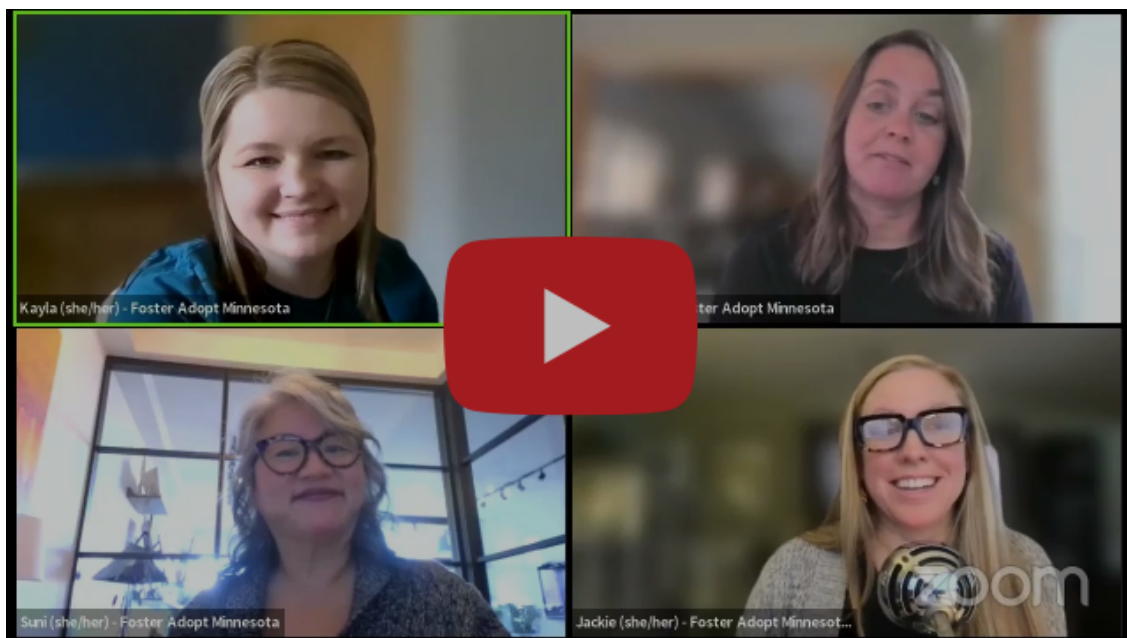 Kayla (she/her) - Foster Adopt Minnesota
Adopt Minnesota
Suni (she/her) - Foster Adopt Minnesota
Jackie (she/her) - Foster Adopt Minnesot...
zoom